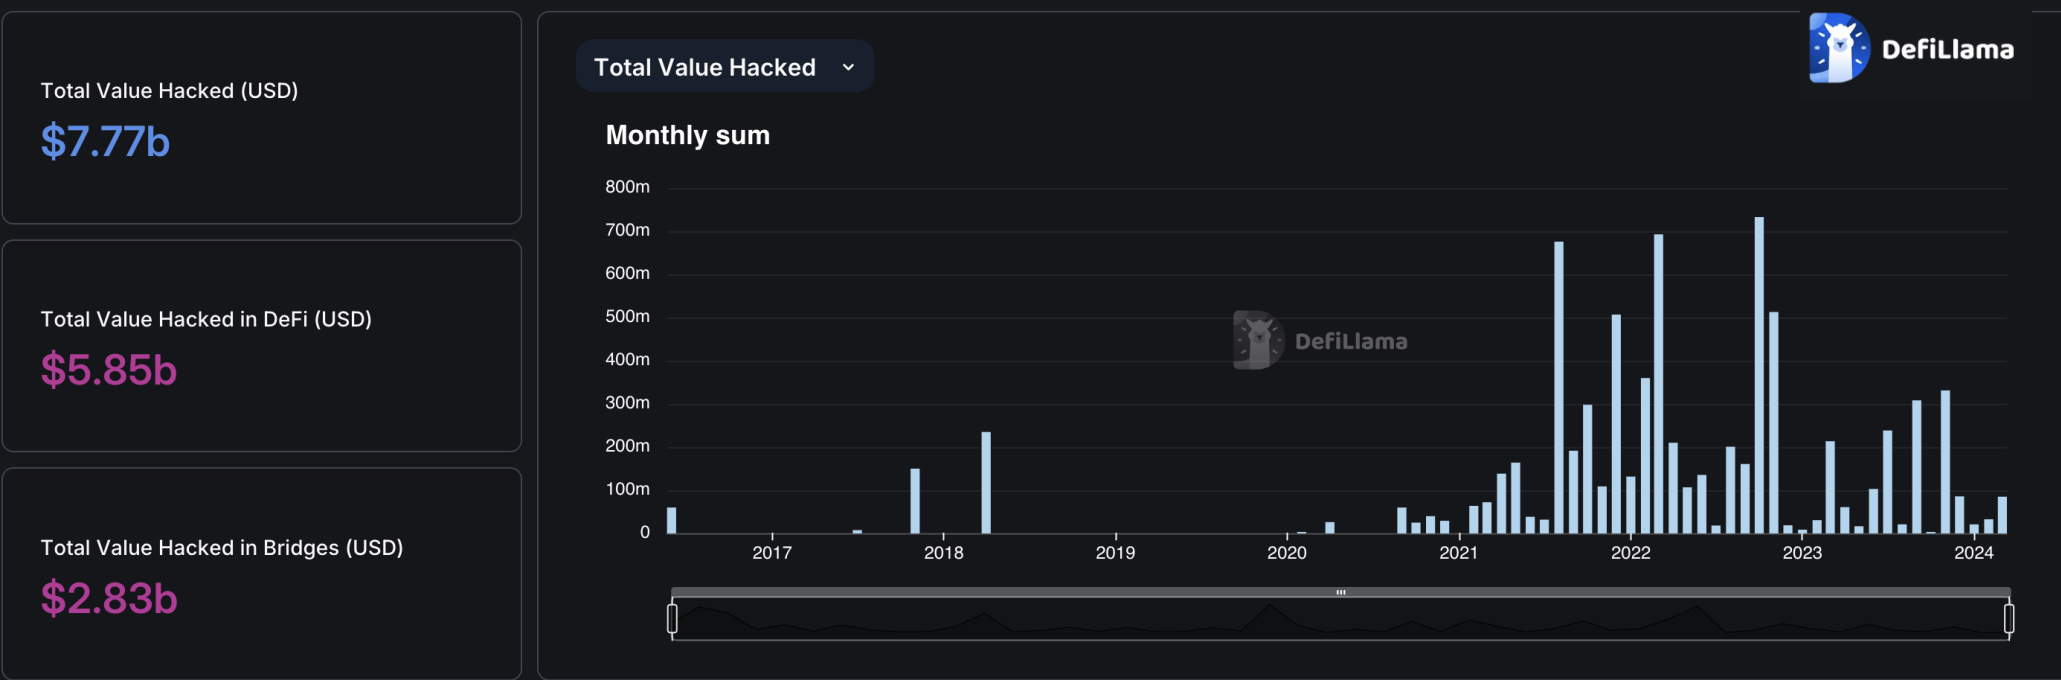 Total Value Hacked (USD)
$7.77b
Total Value Hacked in DeFi (USD)
$5.85b
Total Value Hacked in Bridges (USD)
$2.83b
Total Value Hacked
DefiLlama
Monthly sum
800m
700m
600m
500m
400m
300m
200m
100m
0
DefiLlama
2017 2018 2019 2020 2021 2022 2023 2024